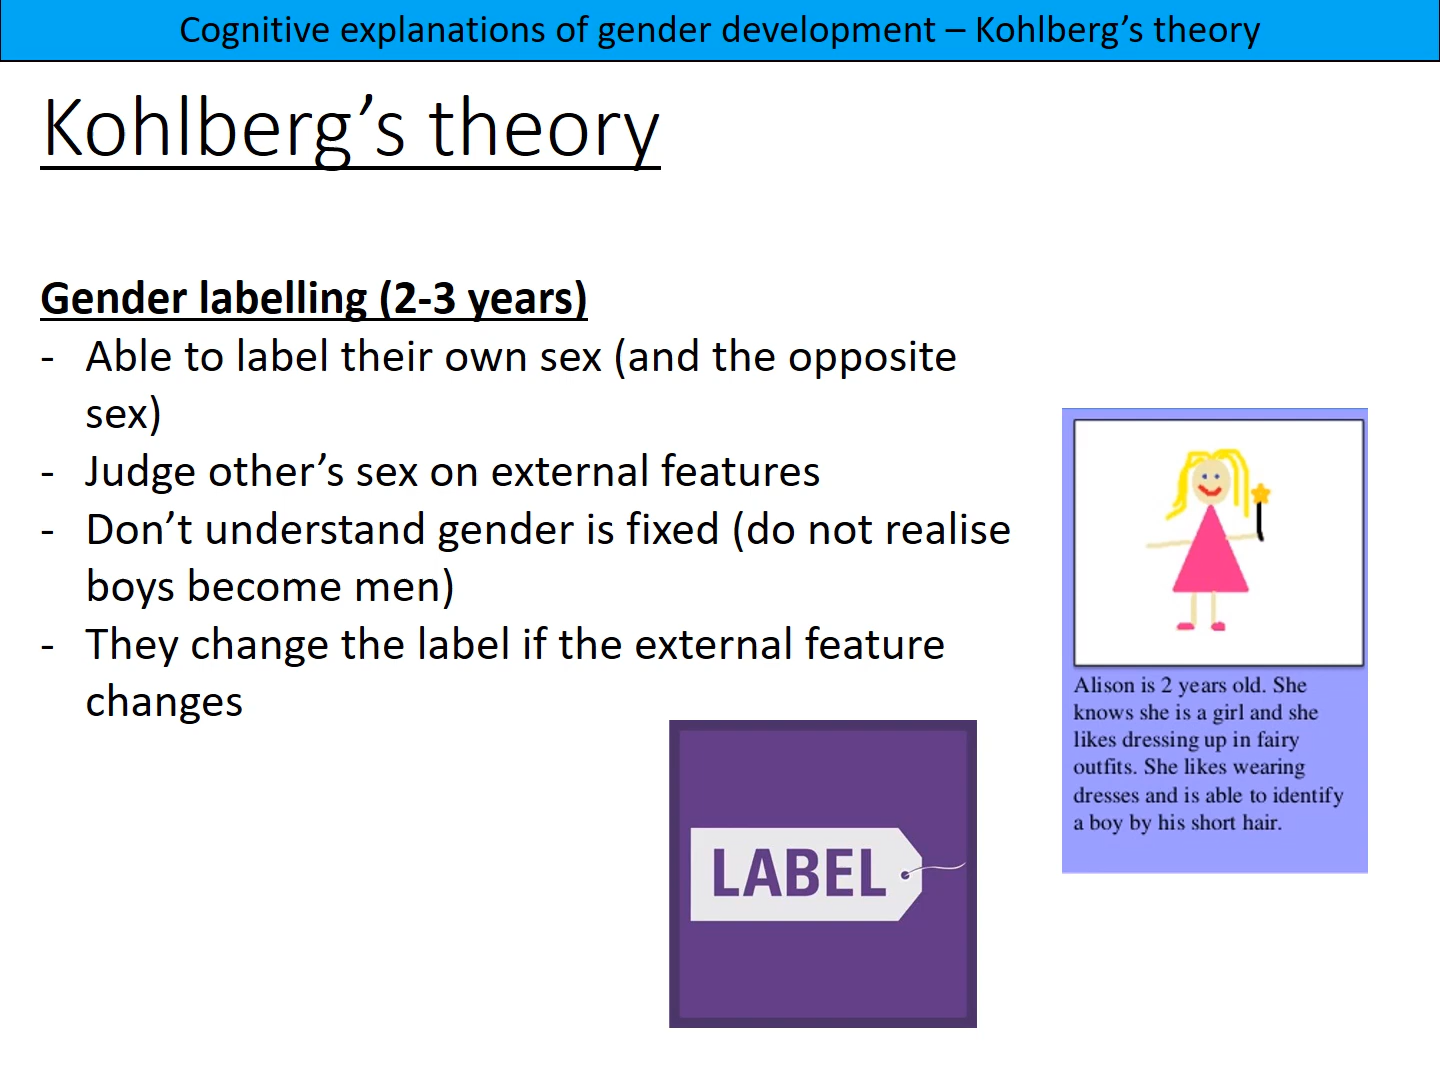 Cognitive explanations of gender development – Kohlberg’s theory
Kohlberg’s theory
Gender labelling (2-3 years)
- Able to label their own sex (and the opposite
sex)
- Judge other’s sex on external features
- Don’t understand gender is fixed (do not realise
boys become men)
- They change the label if the external feature
changes
LABEL
Alison is 2 years old. She
knows she is a girl and she
likes dressing up in fairy
outfits. She likes wearing
dresses and is able to identify
a boy by his short hair.